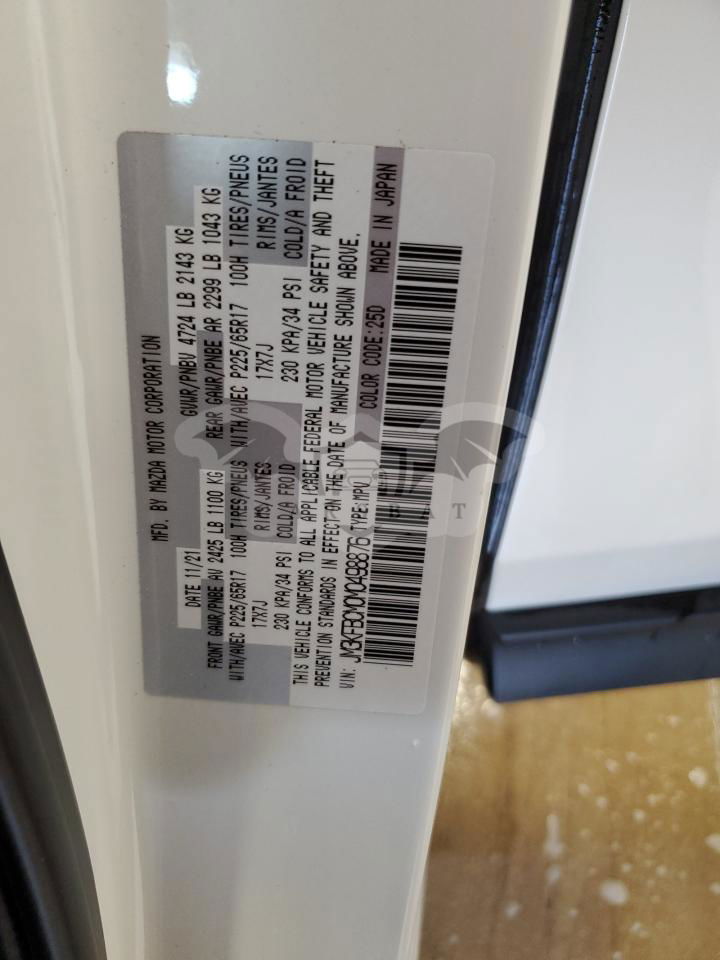 MFD. BY MAZDA MOTOR CORPORATION
DATE 11/21 GVWR/PNBV 4724 LB 2143 KG
FRONT GAWR/PNBE AV 2425 LB 1100 KG REAR GAWR/PNBE AR 2299 LB 1043 KG
WITH/AVEC P225/65R17 100H TIRES/PNEUS WITH/AVEC P225/65R17 100H TIRES/PNEUS
17X7J RIMS/JANTES 17X7J RIMS/JANTES
230 KPA/34 PSI COLD/A FROID 230 KPA/34 PSI COLD/A FROID
THIS VEHICLE CONFORMS TO ALL APPLICABLE FEDERAL MOTOR VEHICLE SAFETY AND THEFT
PREVENTION STANDARDS IN EFFECT ON THE DATE OF MANUFACTURE SHOWN ABOVE.
VIN: JM3KFBCM0M0498876 TYPE:MPV COLOR CODE:25D MADE IN JAPAN